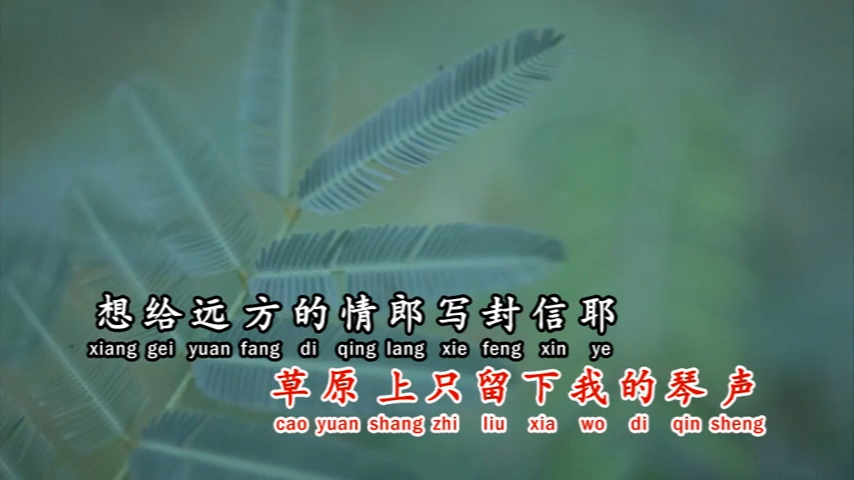 想给远方的情郎写封信耶
xiang gei yuan fang di qing lang xie feng xin ye
草原上只留下我的琴声
cao yuan shang zhi liu xia wo di qin sheng